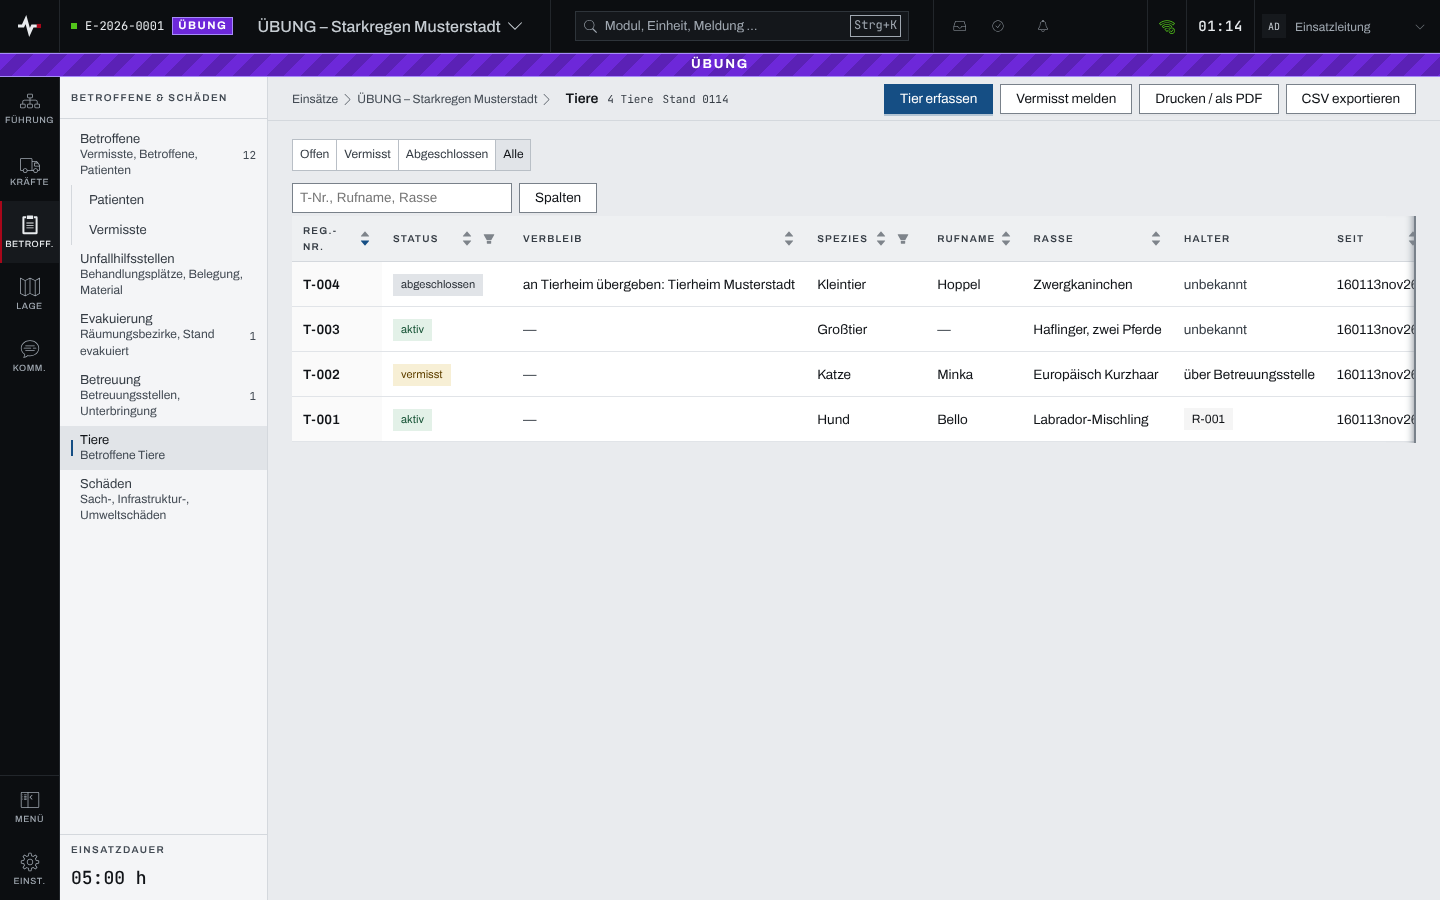 E-2026-0001 ÜBUNG ÜBUNG – Starkregen Musterstadt
Modul, Einheit, Meldung ... Strg+K
01:14 AD Einsatzleitung
ÜBUNG
FÜHRUNG
KRÄFTE
BETROFF.
LAGE
KOMM.
MENÜ
EINST.
BETROFFENE & SCHÄDEN
Betroffene
Vermisste, Betroffene, 12
Patienten
Patienten
Vermisste
Unfallhilfsstellen
Behandlungsplätze, Belegung,
Material
Evakuierung
Räumungsbezirke, Stand 1
evakuiert
Betreuung
Betreuungsstellen, 1
Unterbringung
Tiere
Betroffene Tiere
Schäden
Sach-, Infrastruktur-,
Umweltschäden
EINSATZDAUER
05:00 h
Einsätze ÜBUNG – Starkregen Musterstadt Tiere 4 Tiere Stand 0114
Tier erfassen Vermisst melden Drucken / als PDF CSV exportieren
Offen Vermisst Abgeschlossen Alle
T-Nr., Rufname, Rasse Spalten
REG.-
NR. STATUS VERBLEIB SPEZIES RUFNAME RASSE HALTER SEIT
T-004 abgeschlossen an Tierheim übergeben: Tierheim Musterstadt Kleintier Hoppel Zwergkaninchen unbekannt 160113nov26
T-003 aktiv — Großtier — Haflinger, zwei Pferde unbekannt 160113nov26
T-002 vermisst — Katze Minka Europäisch Kurzhaar über Betreuungsstelle 160113nov26
T-001 aktiv — Hund Bello Labrador-Mischling R-001 160113nov26